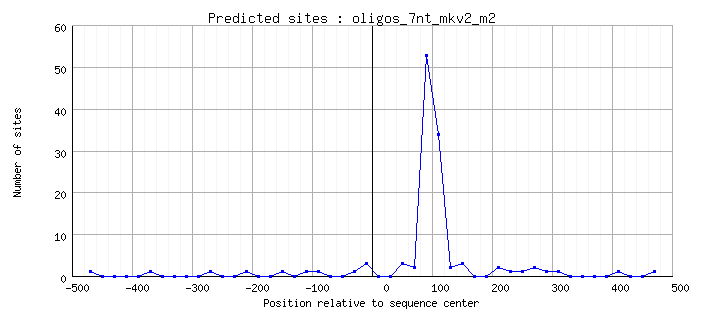 Predicted sites : oligos_7nt_mkv2_m2
60
50
40
30
20
10
0
Number of sites
-500 -400 -300 -200 -100 0 100 200 300 400 500
Position relative to sequence center